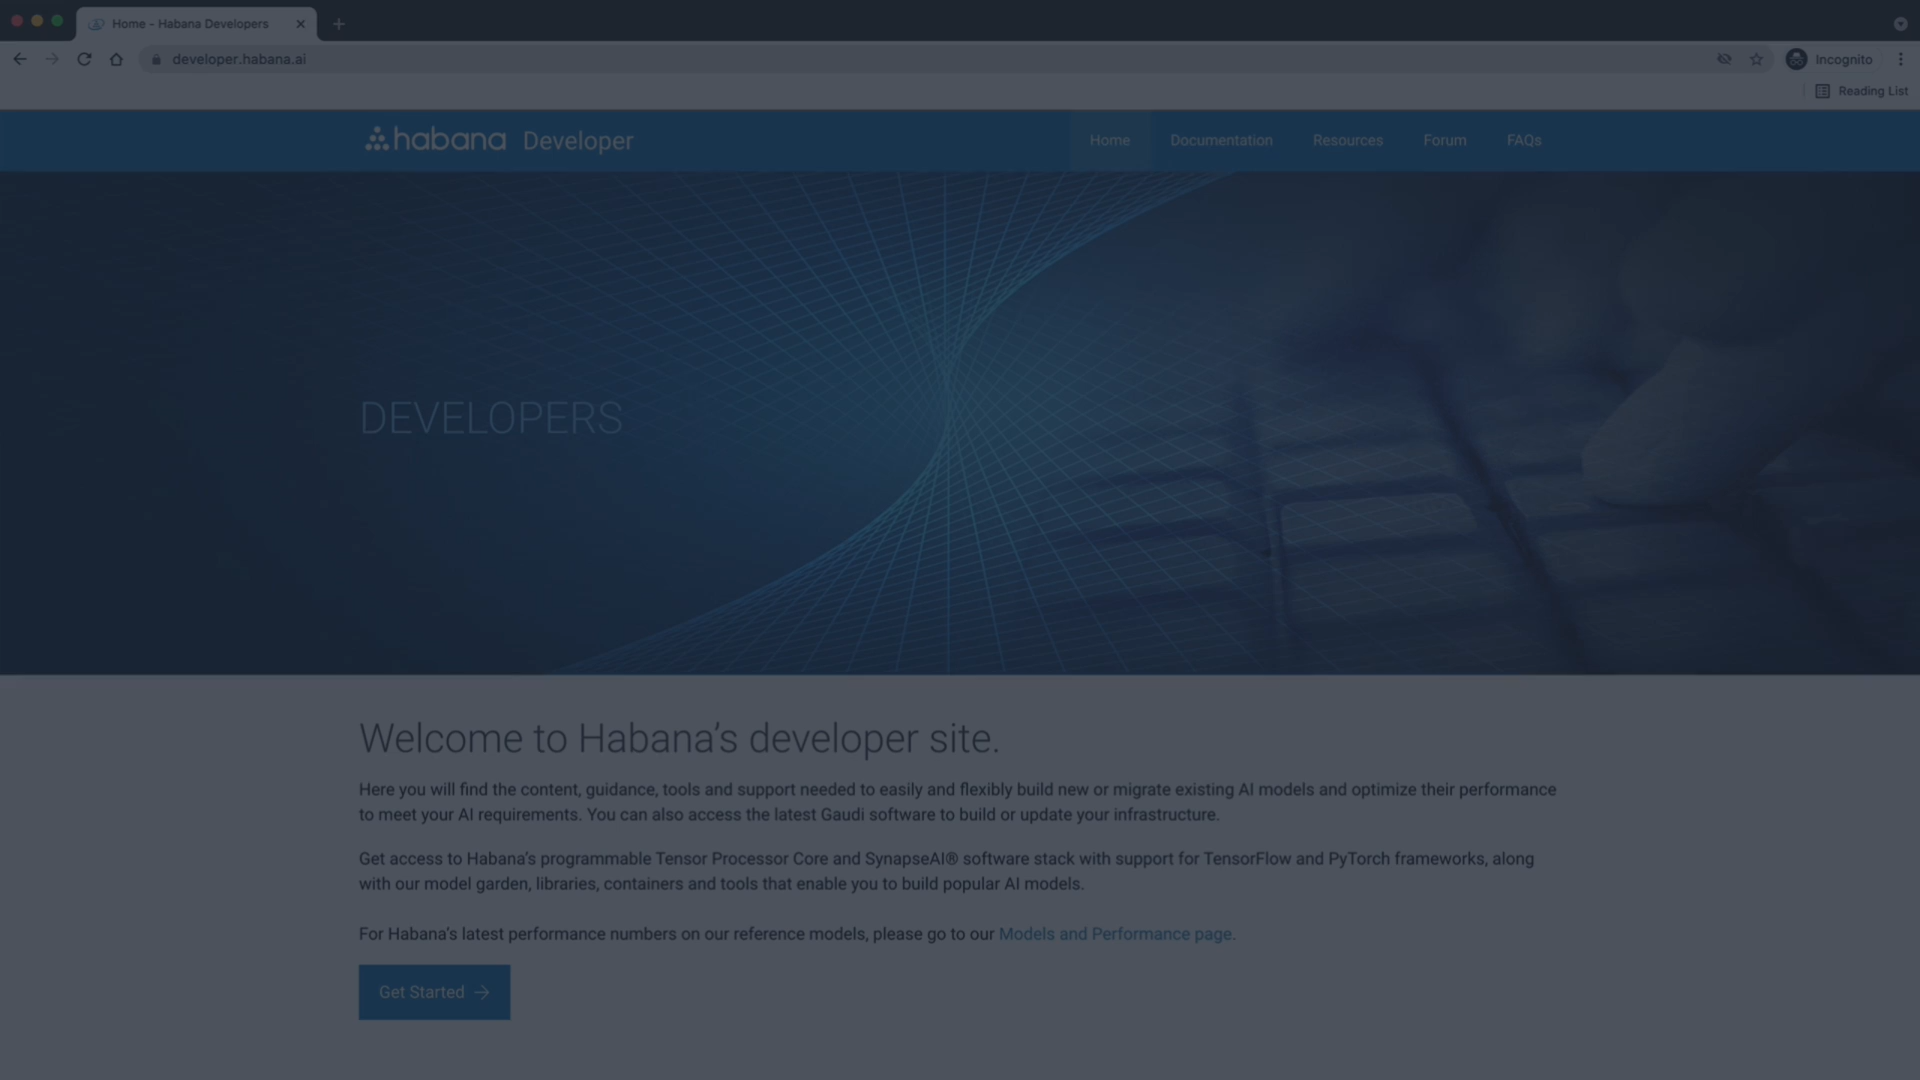 Home - Habana Developers
developer.habana.ai
Incognito
Reading List
habana Developer
Home
Documentation
Resources
Forum
FAQs
DEVELOPERS
Welcome to Habana’s developer site.
Here you will find the content, guidance, tools and support needed to easily and flexibly build new or migrate existing AI models and optimize their performance
to meet your AI requirements. You can also access the latest Gaudi software to build or update your infrastructure.
Get access to Habana’s programmable Tensor Processor Core and SynapseAI® software stack with support for TensorFlow and PyTorch frameworks, along
with our model garden, libraries, containers and tools that enable you to build popular AI models.
For Habana’s latest performance numbers on our reference models, please go to our Models and Performance page.
Get Started